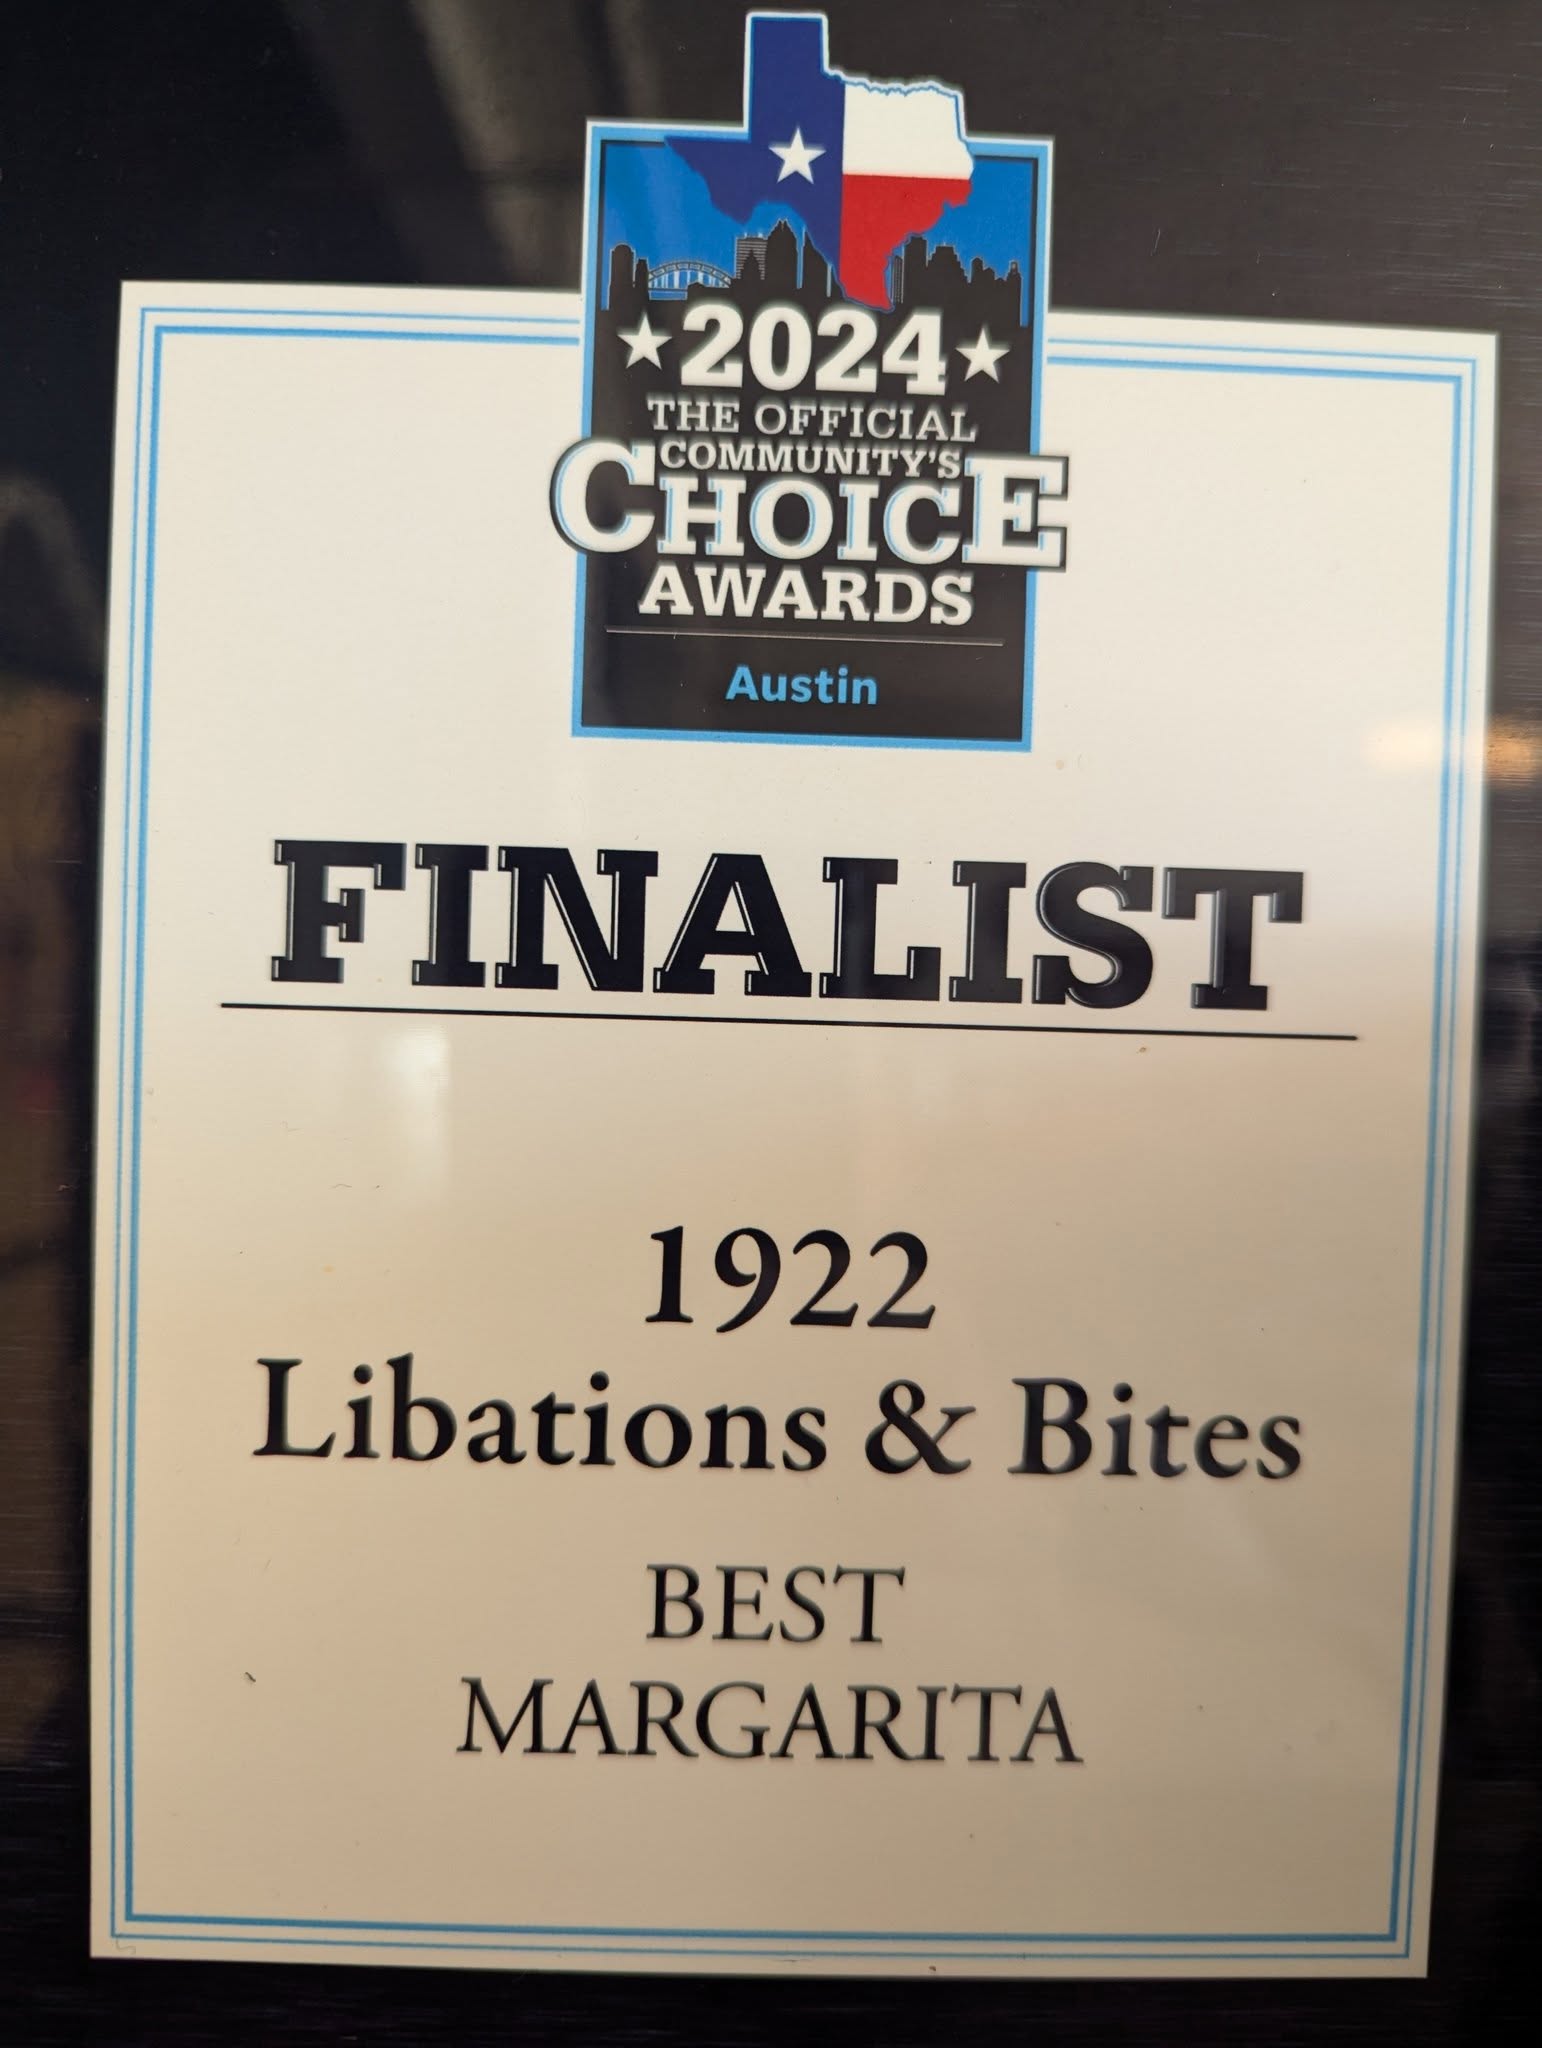 2024
THE OFFICIAL
COMMUNITY'S
CHOICE
AWARDS
Austin
FINALIST
1922
Libations & Bites
BEST
MARGARITA